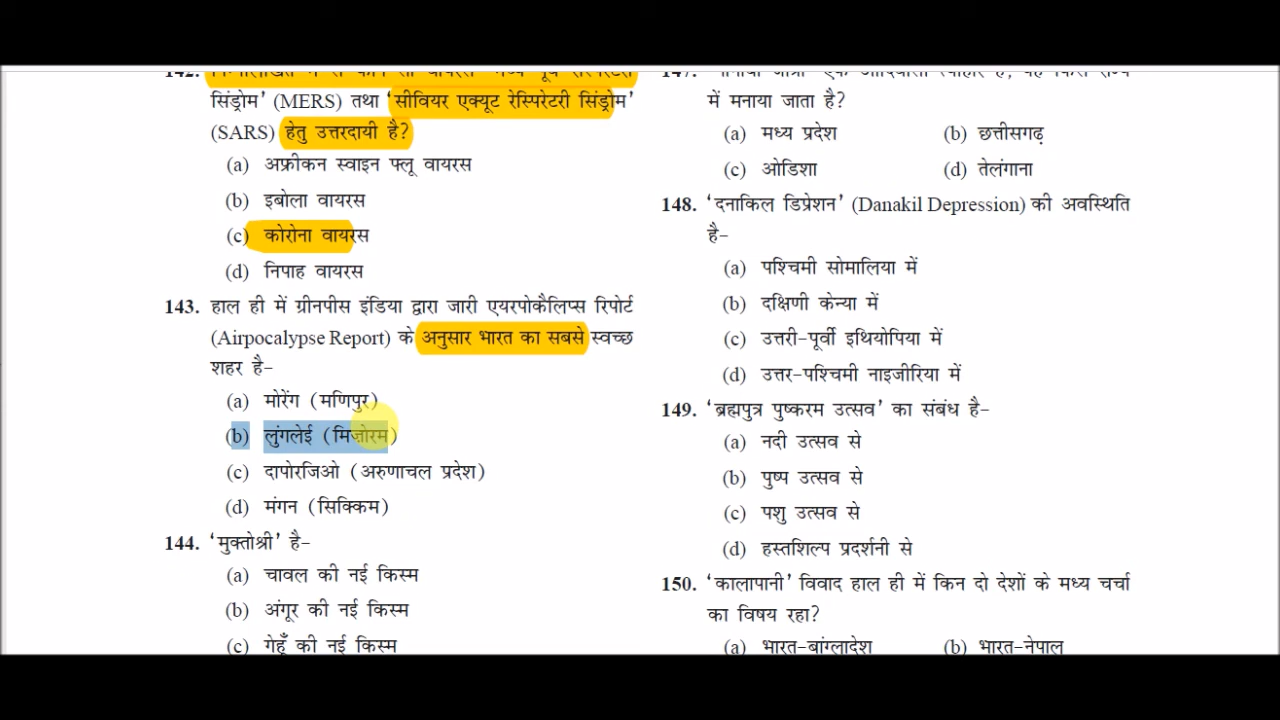 सिंड्रोम' (MERS) तथा 'सीवियर एक्यूट रेस्पिरेटरी सिंड्रोम'
(SARS) हेतु उत्तरदायी है?
(a) अफ्रीकन स्वाइन फ्लू वायरस
(b) इबोला वायरस
(c) कोरोना वायरस
(d) निपाह वायरस
143. हाल ही में ग्रीनपीस इंडिया द्वारा जारी एयरपोकैलिप्स रिपोर्ट
(Airpocalypse Report) के अनुसार भारत का सबसे स्वच्छ
शहर है-
(a) मोरेंग (मणिपुर)
(b) लुंगलेई (मिज़ोरम)
(c) दापोरजिओ (अरुणाचल प्रदेश)
(d) मंगन (सिक्किम)
144. 'मुक्तोश्री' है-
(a) चावल की नई किस्म
(b) अंगूर की नई किस्म
(c) गेहूँ की नई किस्म
में मनाया जाता है?
(a) मध्य प्रदेश (b) छत्तीसगढ़
(c) ओडिशा (d) तेलंगाना
148. 'दनाकिल डिप्रेशन' (Danakil Depression) की अवस्थिति
है-
(a) पश्चिमी सोमालिया में
(b) दक्षिणी केन्या में
(c) उत्तरी-पूर्वी इथियोपिया में
(d) उत्तर-पश्चिमी नाइजीरिया में
149. 'ब्रह्मपुत्र पुष्करम उत्सव' का संबंध है-
(a) नदी उत्सव से
(b) पुष्प उत्सव से
(c) पशु उत्सव से
(d) हस्तशिल्प प्रदर्शनी से
150. 'कालापानी' विवाद हाल ही में किन दो देशों के मध्य चर्चा
का विषय रहा?
(a) भारत-बांग्लादेश (b) भारत-नेपाल